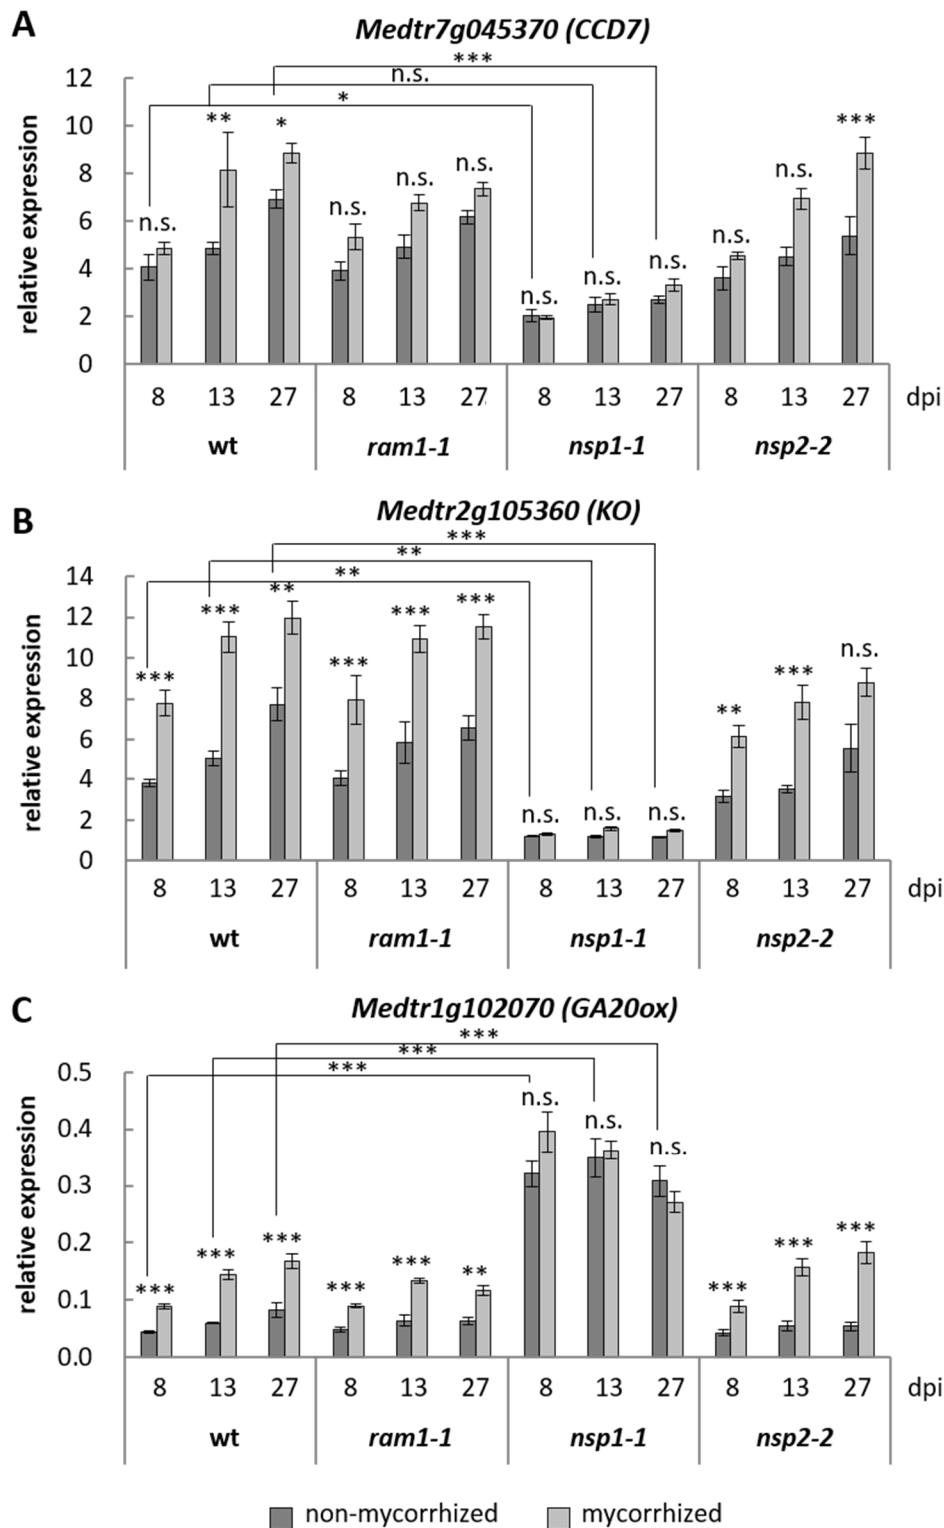 A
Medtr7g045370 (CCD7)
***
n.s.
*
12
10
8
6
4
2
0
relative expression
n.s.
**
*
n.s.
n.s.
n.s.
n.s.
n.s.
n.s.
n.s.
n.s.
***
8 13 27 8 13 27 8 13 27 8 13 27 dpi
wt ram1-1 nsp1-1 nsp2-2
B
Medtr2g105360 (KO)
***
**
**
14
12
10
8
6
4
2
0
relative expression
***
***
**
***
***
***
n.s.
n.s.
n.s.
**
***
n.s.
8 13 27 8 13 27 8 13 27 8 13 27 dpi
wt ram1-1 nsp1-1 nsp2-2
C
Medtr1g102070 (GA20ox)
***
***
***
0.5
0.4
0.3
0.2
0.1
0.0
relative expression
***
***
***
***
***
**
n.s.
n.s.
n.s.
***
***
***
8 13 27 8 13 27 8 13 27 8 13 27 dpi
wt ram1-1 nsp1-1 nsp2-2
non-mycorrhized mycorrhized